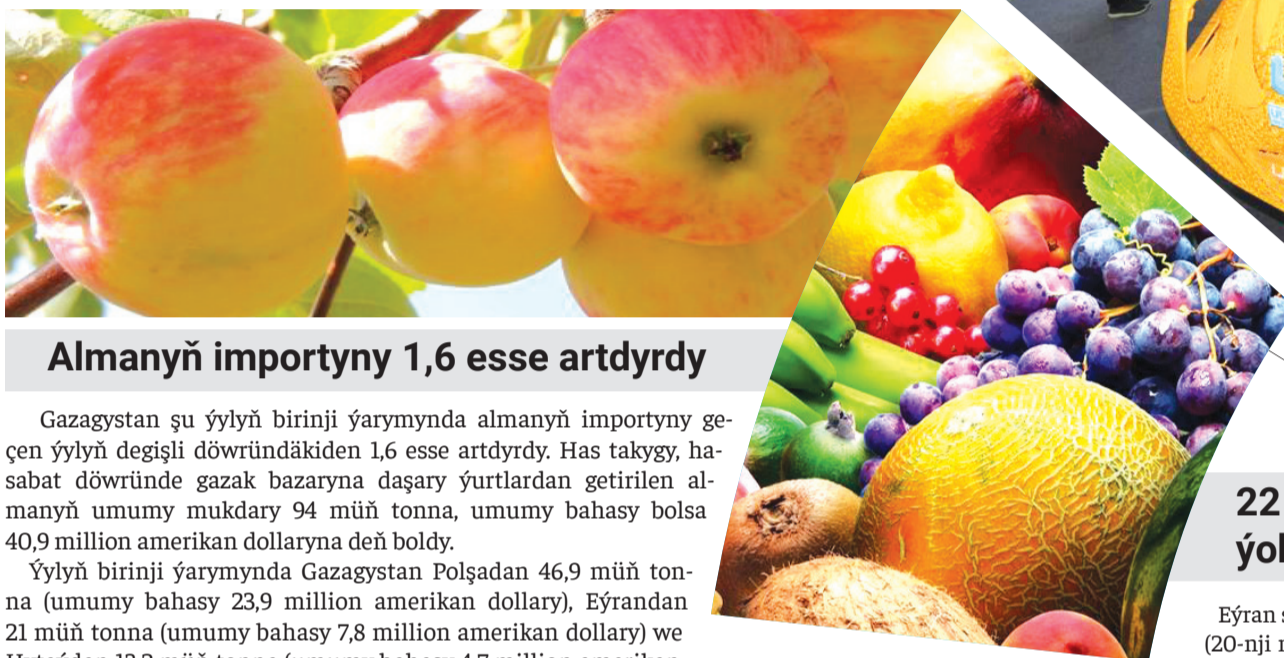 Almanyň importyny 1,6 esse artdyrdy
Gazagystan şu ýylyň birinji ýarymynda almanyň importyny ge-
çen ýylyň degişli döwründäkiden 1,6 esse artdyrdy. Has takygy, ha-
sabat döwründe gazak bazaryna daşary ýurtlardan getirilen al-
manyň umumy mukdary 94 müň tonna, umumy bahasy bolsa
40,9 million amerikan dollaryna deň boldy.
Ýylyň birinji ýarymynda Gazagystan Polşadan 46,9 müň ton-
na (umumy bahasy 23,9 million amerikan dollary), Eýrandan
21 müň tonna (umumy bahasy 7,8 million amerikan dollary) we
22
Eýran
(20-nji